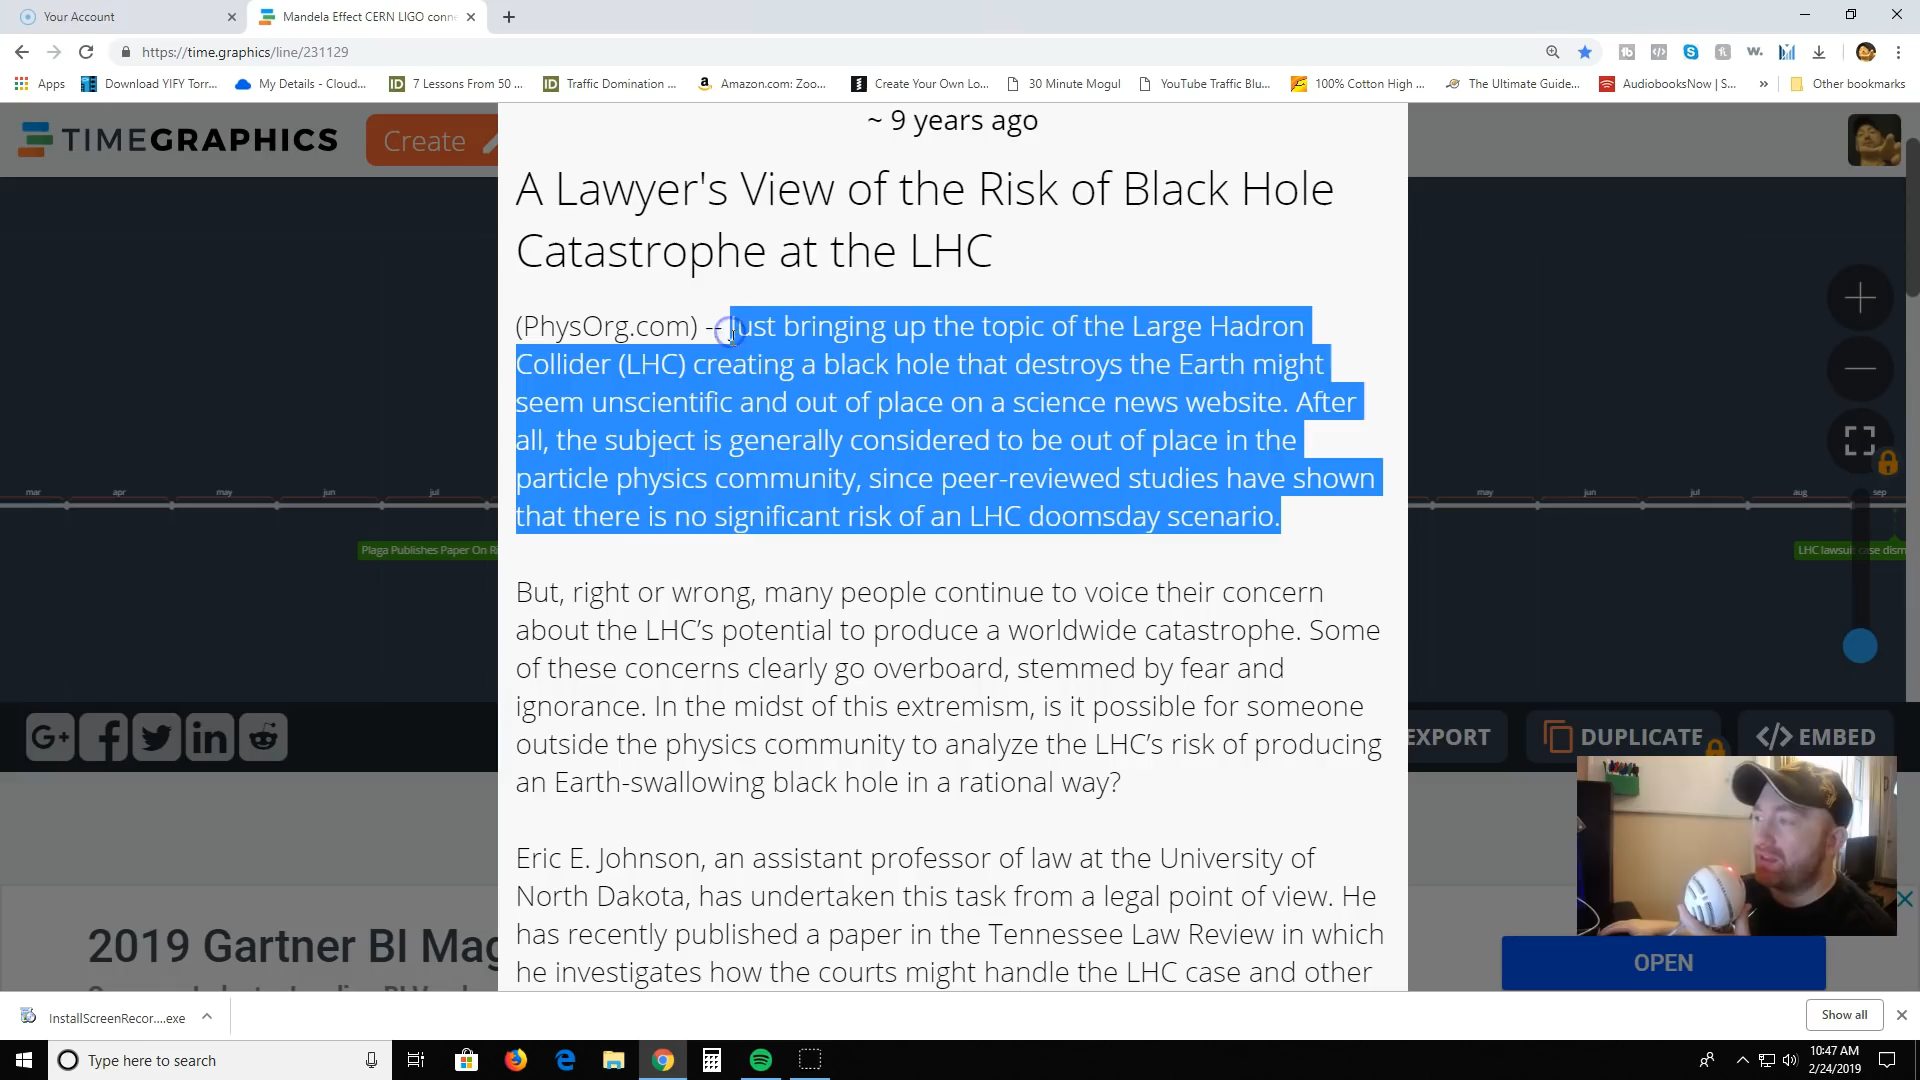 Your Account
Mandela Effect CERN LIGO conne
https://time.graphics/line/231129
Apps
Download YIFY Torr...
My Details - Cloud...
7 Lessons From 50 ...
Traffic Domination ...
Amazon.com: Zoo...
Create Your Own Lo...
30 Minute Mogul
YouTube Traffic Blu...
100% Cotton High ...
The Ultimate Guide...
AudiobooksNow | S...
Other bookmarks
TIMEGRAPHICS
Create
~ 9 years ago
A Lawyer's View of the Risk of Black Hole
Catastrophe at the LHC
(PhysOrg.com) -- Just bringing up the topic of the Large Hadron
Collider (LHC) creating a black hole that destroys the Earth might
seem unscientific and out of place on a science news website. After
all, the subject is generally considered to be out of place in the
particle physics community, since peer-reviewed studies have shown
that there is no significant risk of an LHC doomsday scenario.
But, right or wrong, many people continue to voice their concern
about the LHC’s potential to produce a worldwide catastrophe. Some
of these concerns clearly go overboard, stemmed by fear and
ignorance. In the midst of this extremism, is it possible for someone
outside the physics community to analyze the LHC’s risk of producing
an Earth-swallowing black hole in a rational way?
Eric E. Johnson, an assistant professor of law at the University of
North Dakota, has undertaken this task from a legal point of view. He
has recently published a paper in the Tennessee Law Review in which
he investigates how the courts might handle the LHC case and other
mar
apr
may
jun
jul
may
jun
jul
aug
sep
Plaga Publishes Paper On Ri
LHC lawsuit case dism
G+
in
EXPORT
DUPLICATE
</> EMBED
2019 Gartner BI Mag
OPEN
InstallScreenRecor....exe
Show all
Type here to search
10:47 AM
2/24/2019